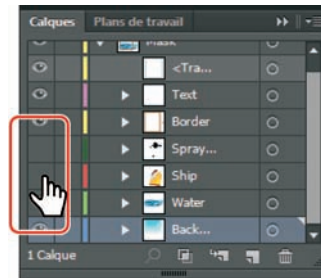 Calques Plans de travail
Mask
<Tra...
Text
Border
Spray...
Ship
Water
Back...
1 Calque